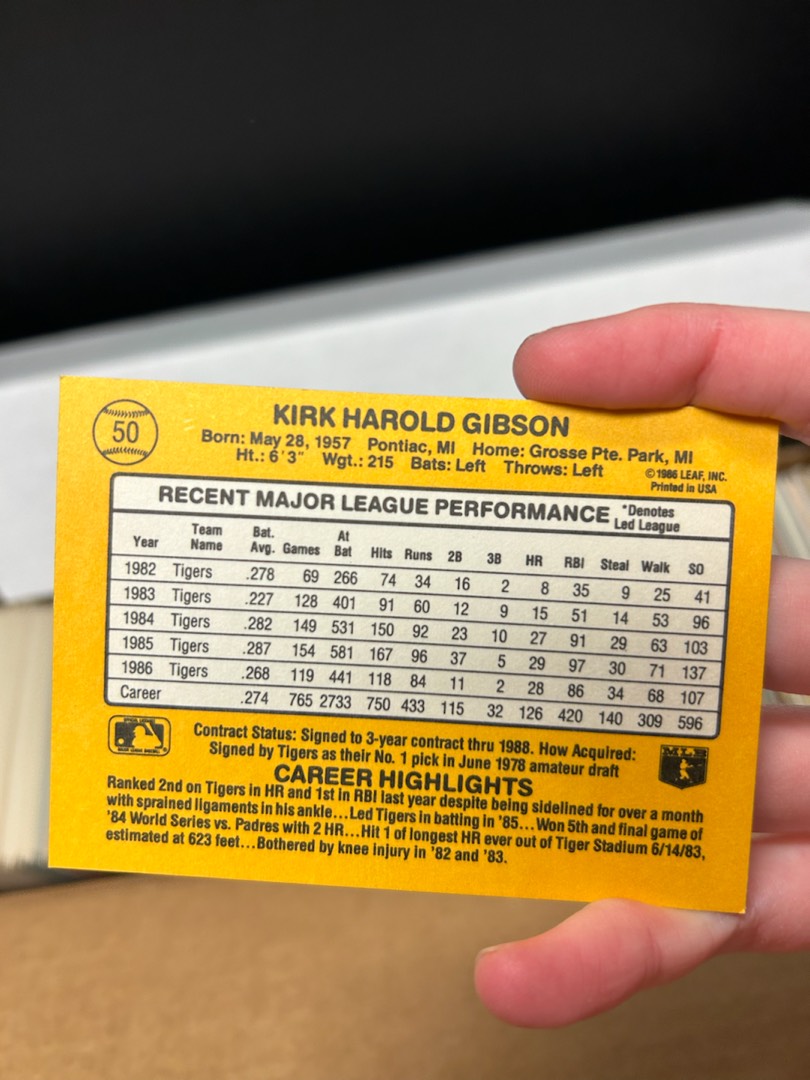 50
KIRK HAROLD GIBSON
Born: May 28, 1957 Pontiac, MI Home: Grosse Pte. Park, MI
Ht.: 6'3" Wgt.: 215 Bats: Left Throws: Left
©1986 LEAF, INC.
Printed in USA
RECENT MAJOR LEAGUE PERFORMANCE *Denotes
Led League
Year Team Name Bat. Avg. Games At Bat Hits Runs 2B 3B HR RBI Steal Walk SO
1982 Tigers .278 69 266 74 34 16 2 8 35 9 25 41
1983 Tigers .227 128 401 91 60 12 9 15 51 14 53 96
1984 Tigers .282 149 531 150 92 23 10 27 91 29 63 103
1985 Tigers .287 154 581 167 96 37 5 29 97 30 71 137
1986 Tigers .268 119 441 118 84 11 2 28 86 34 68 107
Career .274 765 2733 750 433 115 32 126 420 140 309 596
Contract Status: Signed to 3-year contract thru 1988. How Acquired:
Signed by Tigers as their No. 1 pick in June 1978 amateur draft
MLB
CAREER HIGHLIGHTS
Ranked 2nd on Tigers in HR and 1st in RBI last year despite being sidelined for over a month
with sprained ligaments in his ankle...Led Tigers in batting in '85...Won 5th and final game of
'84 World Series vs. Padres with 2 HR...Hit 1 of longest HR ever out of Tiger Stadium 6/14/83,
estimated at 623 feet...Bothered by knee injury in '82 and '83.